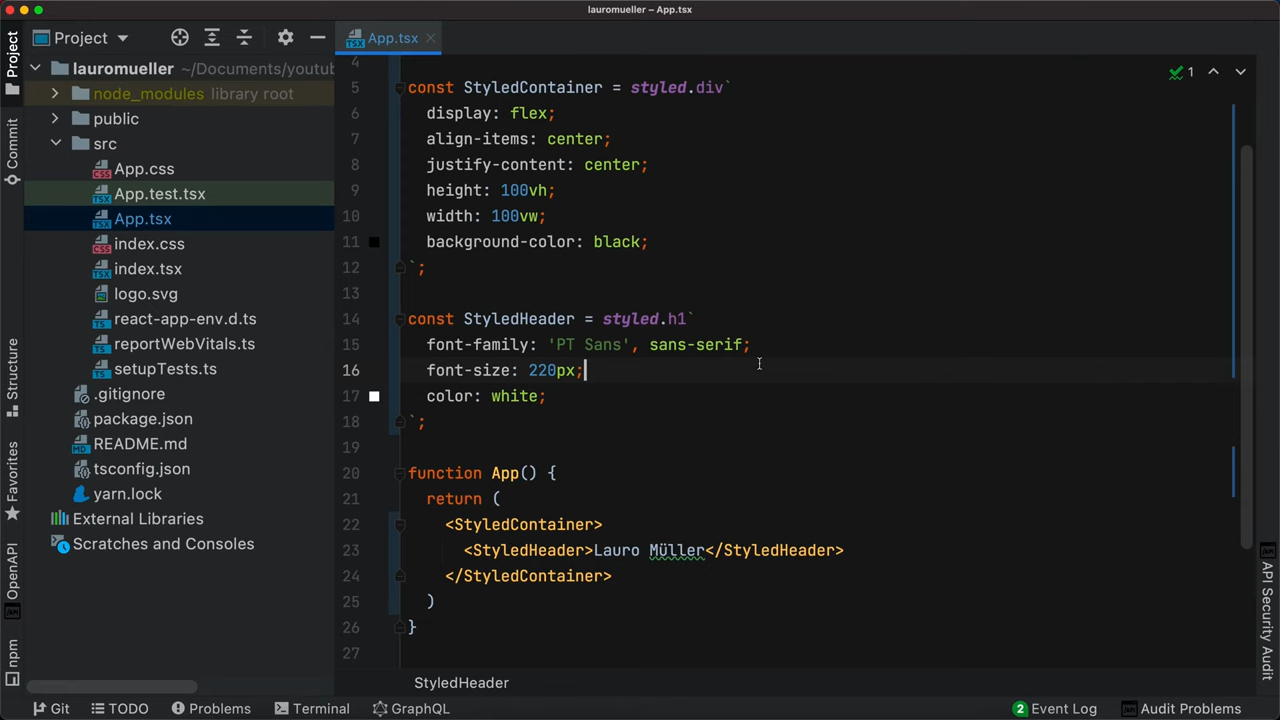 lauromueller – App.tsx
Project
Project
App.tsx
lauromueller ~/Documents/youtub
node_modules library root
public
src
App.css
App.test.tsx
App.tsx
index.css
index.tsx
logo.svg
react-app-env.d.ts
reportWebVitals.ts
setupTests.ts
.gitignore
package.json
README.md
tsconfig.json
yarn.lock
External Libraries
Scratches and Consoles
Commit
Structure
Favorites
OpenAPI
npm
1
4
5 const StyledContainer = styled.div`
6 display: flex;
7 align-items: center;
8 justify-content: center;
9 height: 100vh;
10 width: 100vw;
11 background-color: black;
12 `;
13
14 const StyledHeader = styled.h1`
15 font-family: 'PT Sans', sans-serif;
16 font-size: 220px;
17 color: white;
18 `;
19
20 function App() {
21 return (
22 <StyledContainer>
23 <StyledHeader>Lauro Müller</StyledHeader>
24 </StyledContainer>
25 )
26 }
27
StyledHeader
API Security Audit
Git
TODO
Problems
Terminal
GraphQL
2 Event Log
Audit Problems